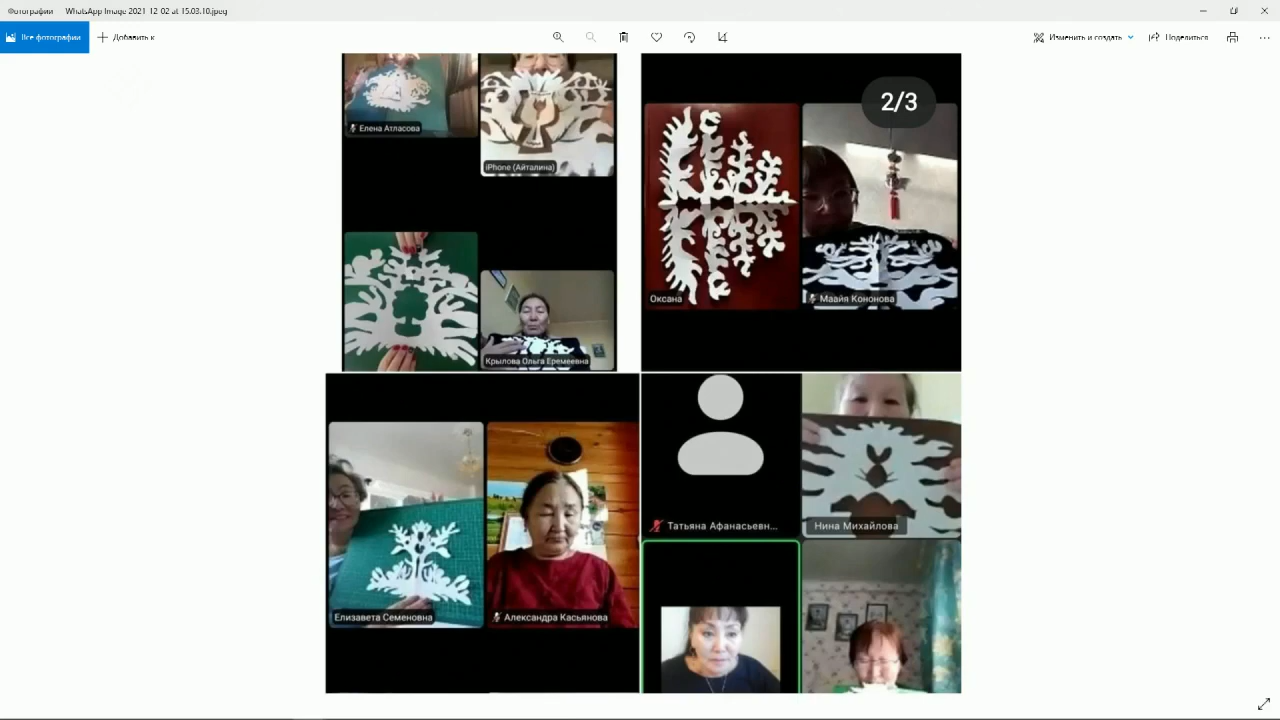 Фотографии - WhatsApp Image 2021-12-02 at 15.03.10.jpeg
Все фотографии
Добавить к
Изменить и создать
Поделиться
Елена Атласова
iPhone (Айталина)
2/3
Оксана
Маайя Кононова
Крылова Ольга Еремеевна
Елизавета Семеновна
Александра Касьянова
Татьяна Афанасьевн...
Нина Михайлова